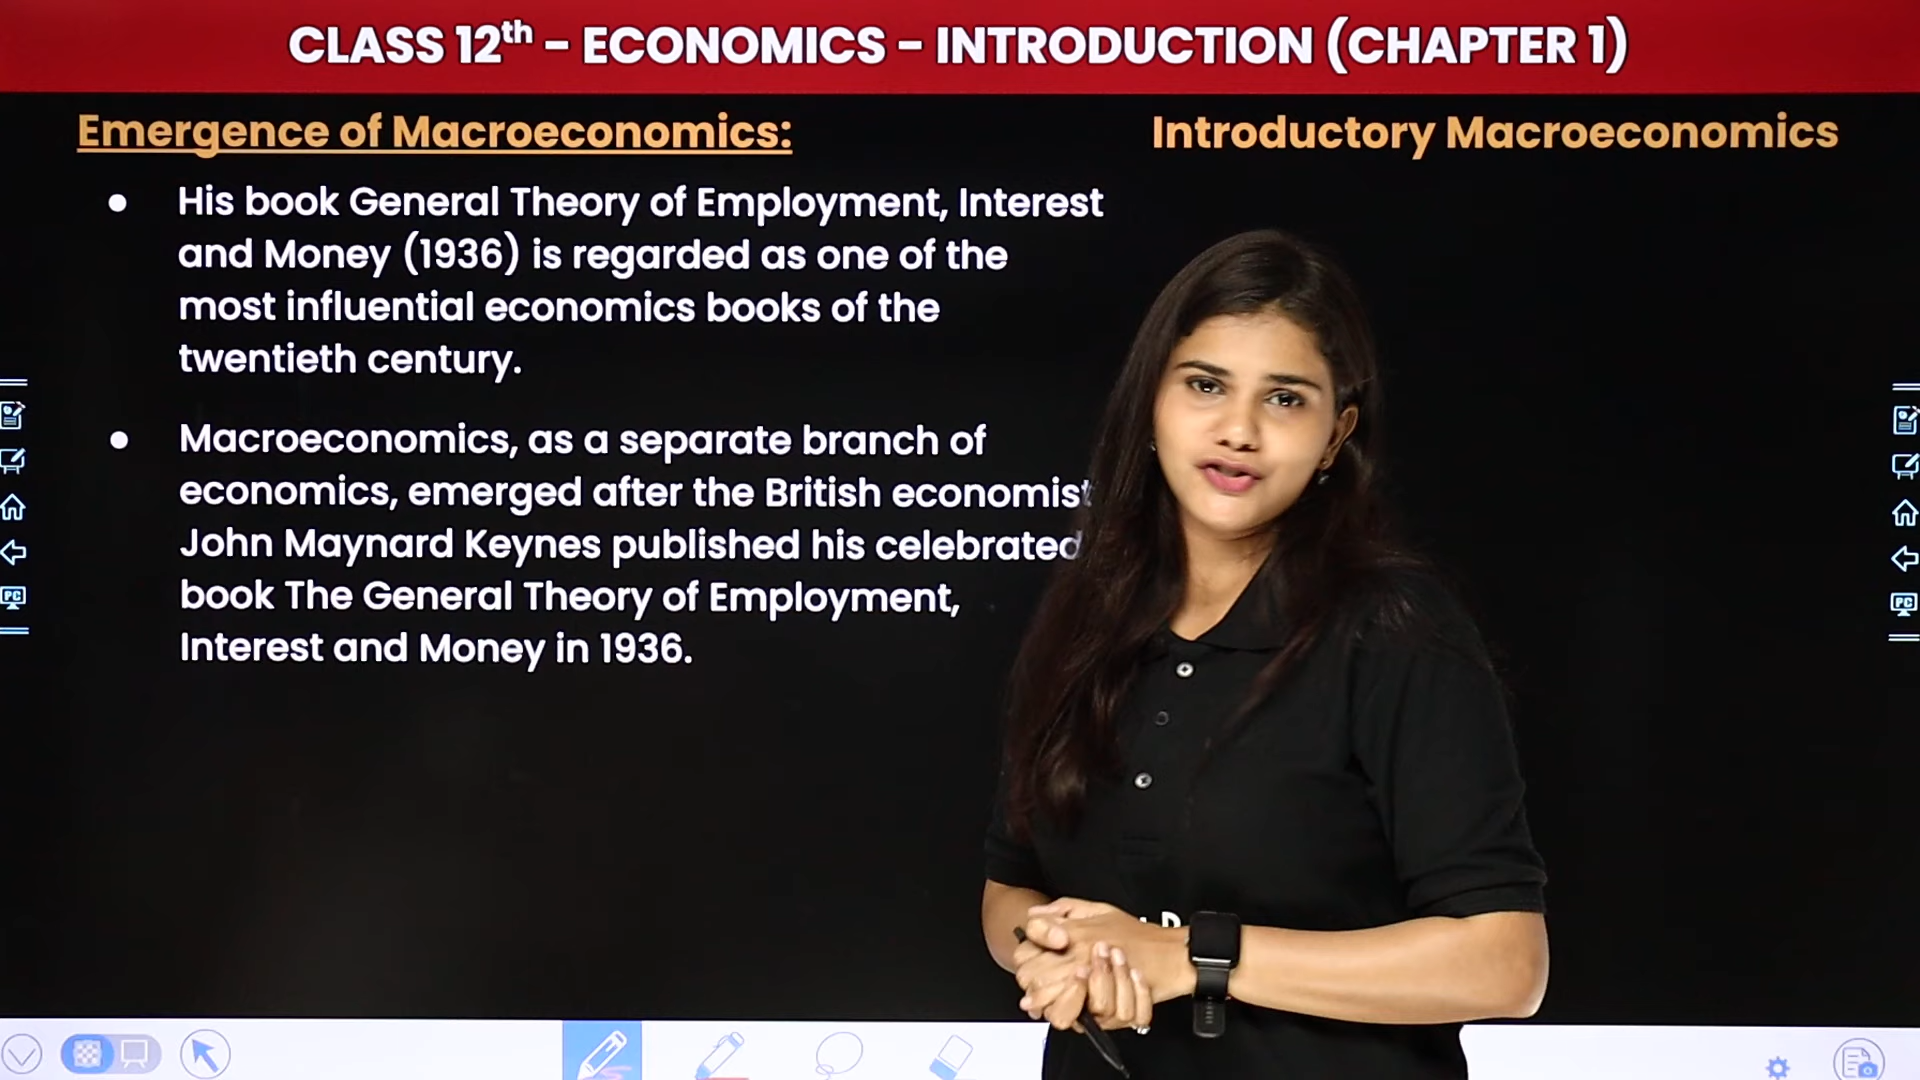 CLASS 12th - ECONOMICS - INTRODUCTION (CHAPTER 1)
Emergence of Macroeconomics:
Introductory Macroeconomics
● His book General Theory of Employment, Interest
and Money (1936) is regarded as one of the
most influential economics books of the
twentieth century.
● Macroeconomics, as a separate branch of
economics, emerged after the British economist
John Maynard Keynes published his celebrated
book The General Theory of Employment,
Interest and Money in 1936.
PC
PC